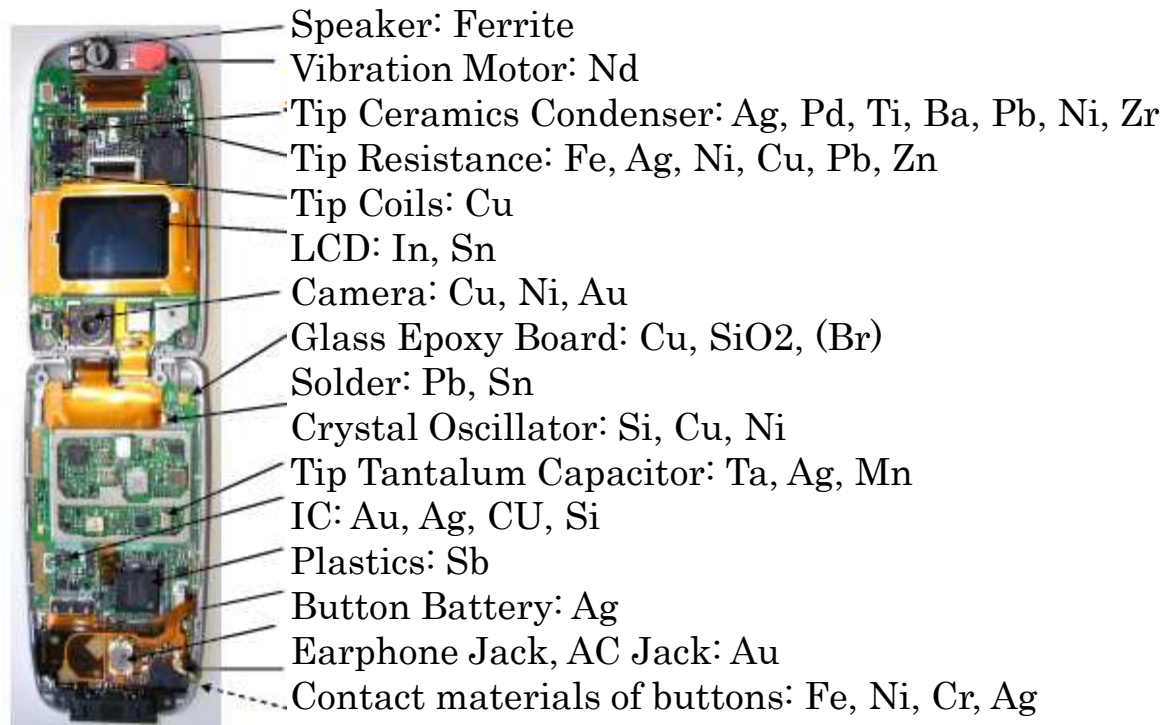 Speaker: Ferrite
Vibration Motor: Nd
Tip Ceramics Condenser: Ag, Pd, Ti, Ba, Pb, Ni, Zr
Tip Resistance: Fe, Ag, Ni, Cu, Pb, Zn
Tip Coils: Cu
LCD: In, Sn
Camera: Cu, Ni, Au
Glass Epoxy Board: Cu, SiO2, (Br)
Solder: Pb, Sn
Crystal Oscillator: Si, Cu, Ni
Tip Tantalum Capacitor: Ta, Ag, Mn
IC: Au, Ag, CU, Si
Plastics: Sb
Button Battery: Ag
Earphone Jack, AC Jack: Au
Contact materials of buttons: Fe, Ni, Cr, Ag